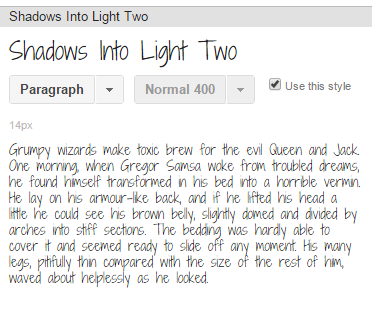 Shadows Into Light Two
Shadows Into Light Two
Paragraph Normal 400 Use this style
14px
Grumpy wizards make toxic brew for the evil Queen and Jack.
One morning, when Gregor Samsa woke from troubled dreams,
he found himself transformed in his bed into a horrible vermin.
He lay on his armour-like back, and if he lifted his head a
little he could see his brown belly, slightly domed and divided by
arches into stiff sections. The bedding was hardly able to
cover it and seemed ready to slide off any moment. His many
legs, pitifully thin compared with the size of the rest of him,
waved about helplessly as he looked.